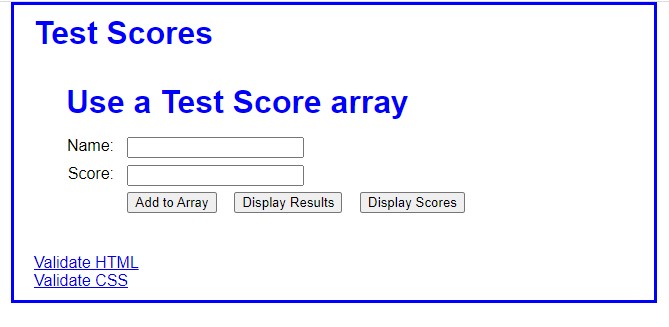 Test Scores
Use a Test Score array
Name:
Score:
Add to Array Display Results Display Scores
Validate HTML
Validate CSS